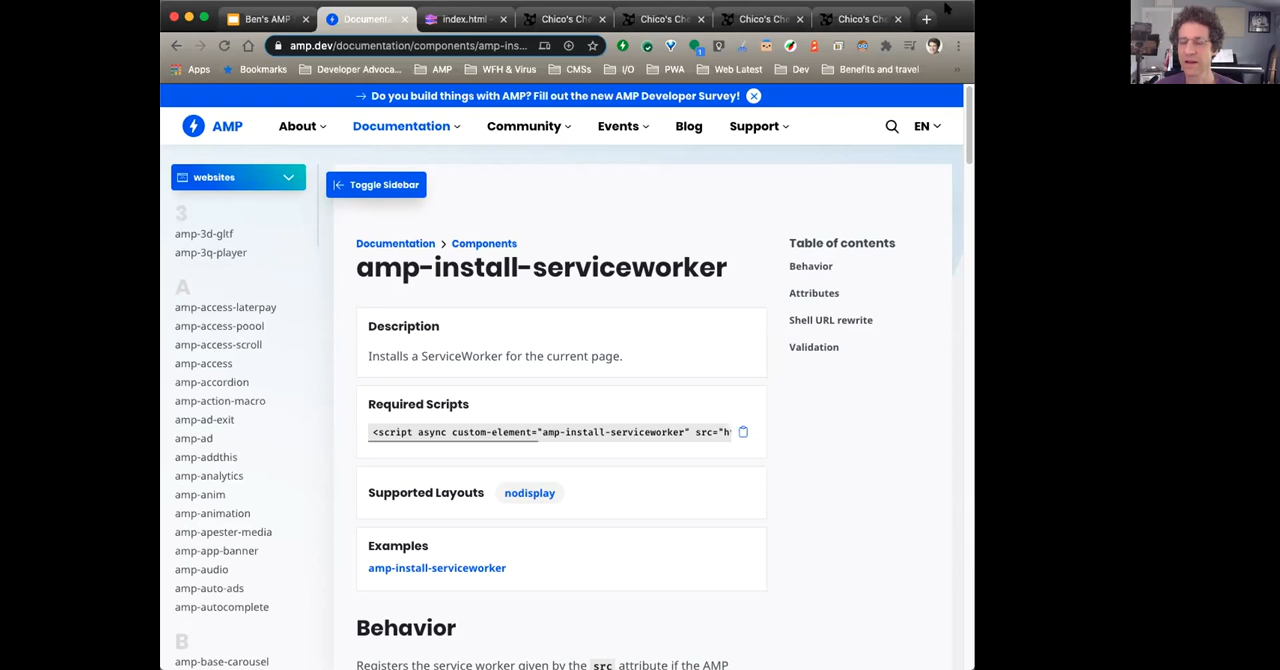 Ben's AMP
Documenta
index.html -
Chico's Che
Chico's Che
Chico's Che
Chico's Che
amp.dev/documentation/components/amp-ins...
Apps
Bookmarks
Developer Advoca...
AMP
WFH & Virus
CMSs
I/O
PWA
Web Latest
Dev
Benefits and travel
»
→ Do you build things with AMP? Fill out the new AMP Developer Survey!
AMP
About
Documentation
Community
Events
Blog
Support
EN
websites
Toggle Sidebar
3
amp-3d-gltf
amp-3q-player
A
amp-access-laterpay
amp-access-poool
amp-access-scroll
amp-access
amp-accordion
amp-action-macro
amp-ad-exit
amp-ad
amp-addthis
amp-analytics
amp-anim
amp-animation
amp-apester-media
amp-app-banner
amp-audio
amp-auto-ads
amp-autocomplete
B
amp-base-carousel
Documentation > Components
amp-install-serviceworker
Description
Installs a ServiceWorker for the current page.
Required Scripts
<script async custom-element="amp-install-serviceworker" src="h
Supported Layouts nodisplay
Examples
amp-install-serviceworker
Behavior
Registers the service worker given by the src attribute if the AMP
Table of contents
Behavior
Attributes
Shell URL rewrite
Validation